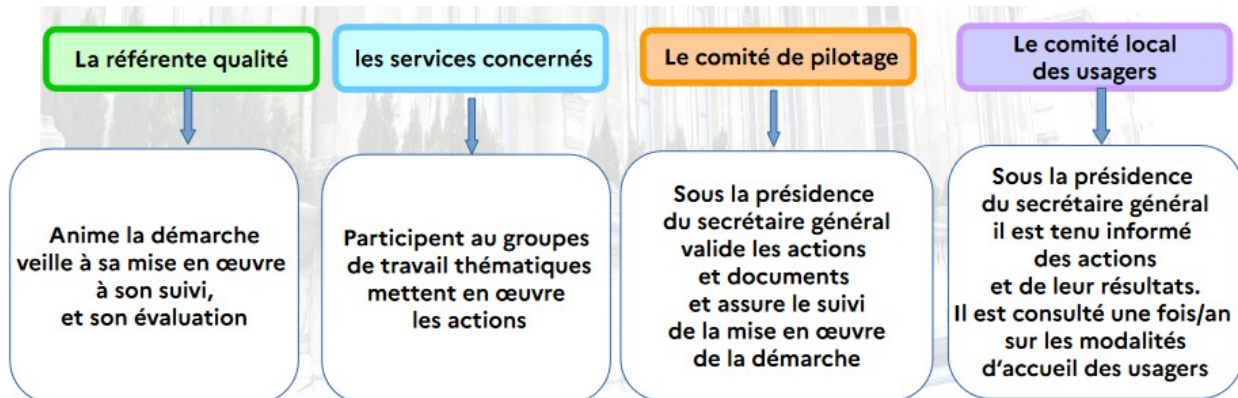 La référente qualité
les services concernés
Le comité de pilotage
Le comité local
des usagers
Anime la démarche
veille à sa mise en œuvre
à son suivi,
et son évaluation
Participent au groupes
de travail thématiques
mettent en œuvre
les actions
Sous la présidence
du secrétaire général
valide les actions
et documents
et assure le suivi
de la mise en œuvre
de la démarche
Sous la présidence
du secrétaire général
il est tenu informé
des actions
et de leur résultats.
Il est consulté une fois/an
sur les modalités
d’accueil des usagers